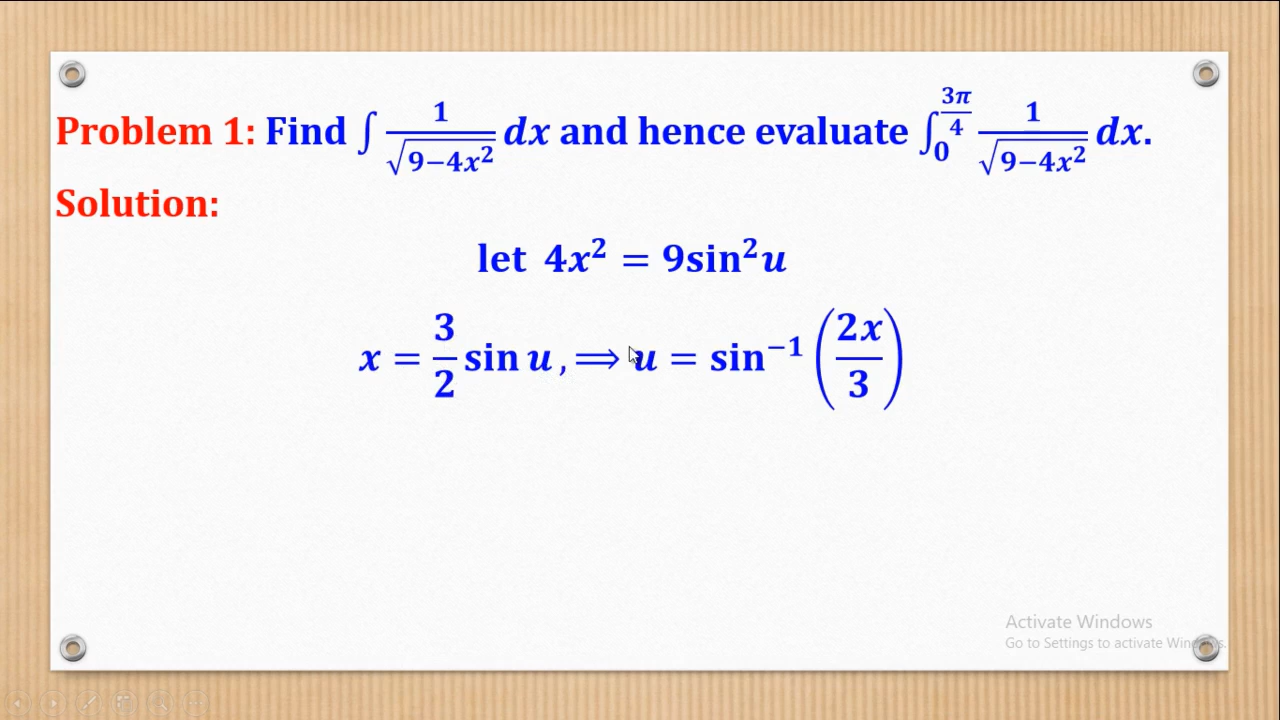 Problem 1: Find ∫ 1/√(9−4x²) dx and hence evaluate ∫₀^(3π/4) 1/√(9−4x²) dx.
Solution:
let 4x² = 9sin²u
x = 3/2 sin u, ⟹ u = sin⁻¹(2x/3)
Activate Windows
Go to Settings to activate Windows.